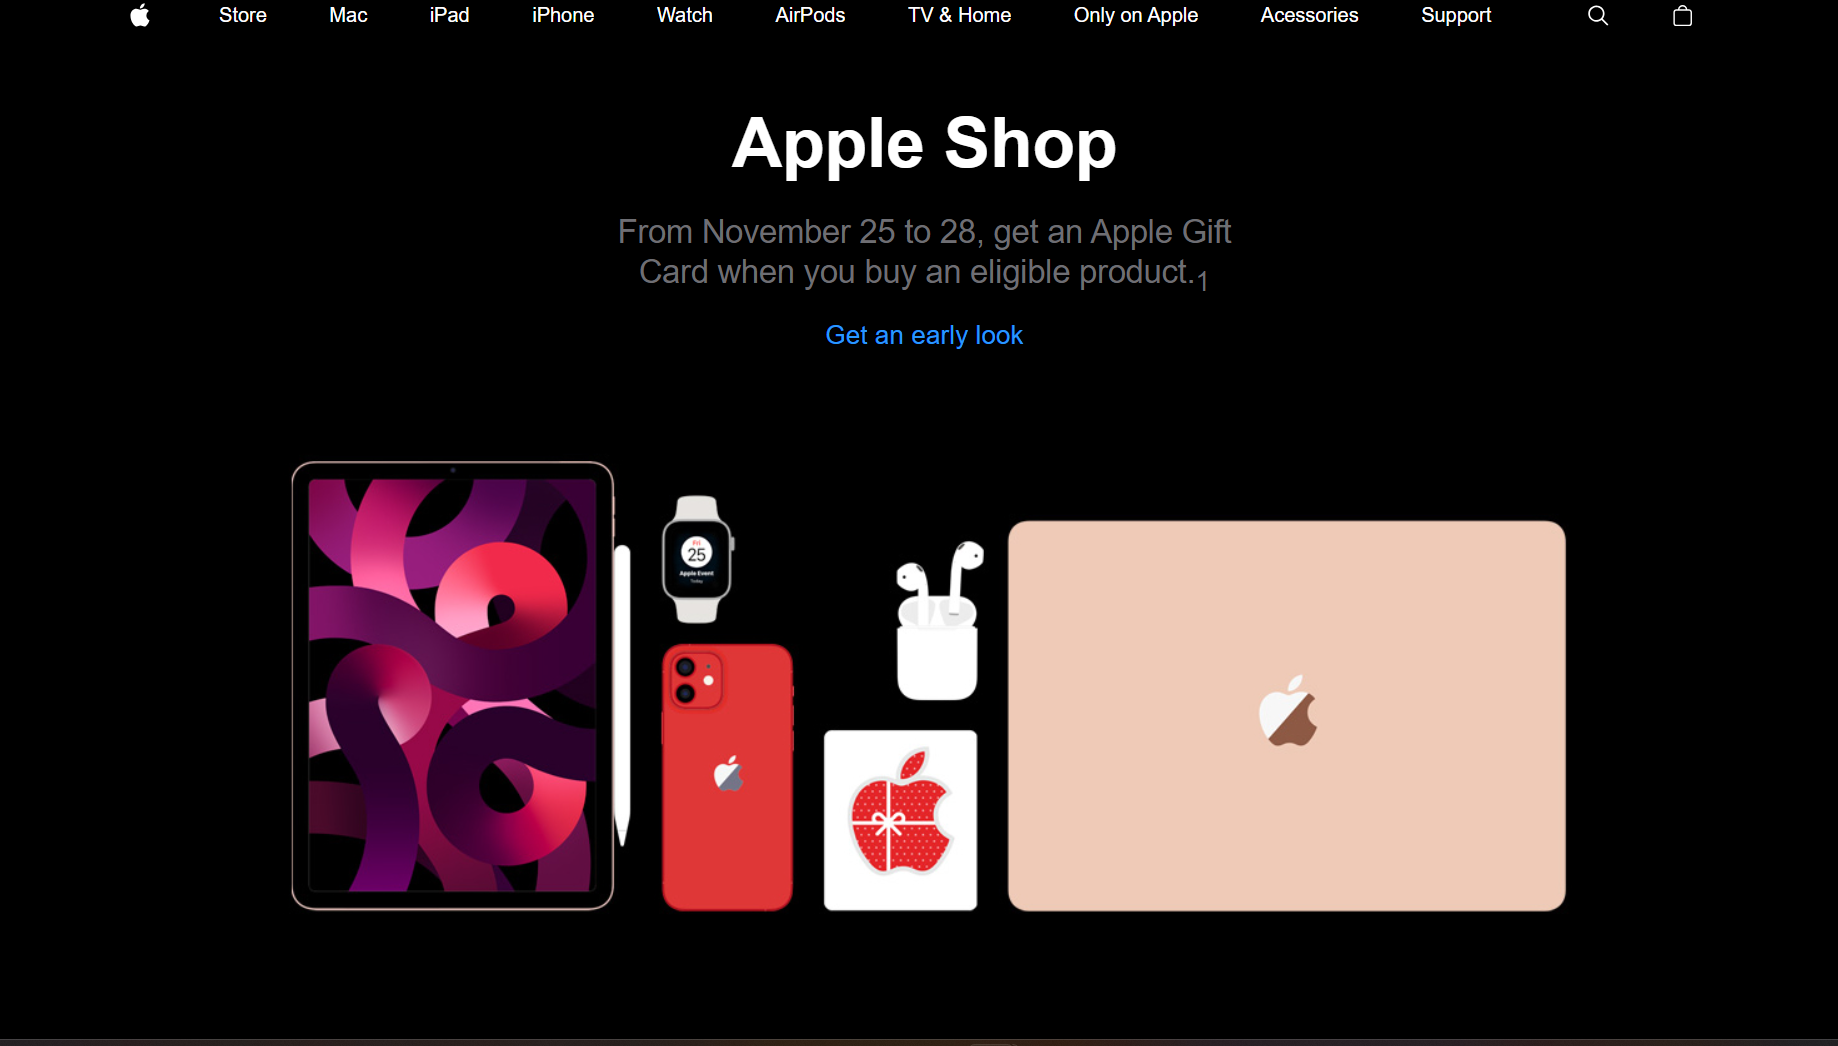 Store Mac iPad iPhone Watch AirPods TV & Home Only on Apple Acessories Support
Apple Shop
From November 25 to 28, get an Apple Gift
Card when you buy an eligible product.1
Get an early look
Fri
25
Apple Event
Today